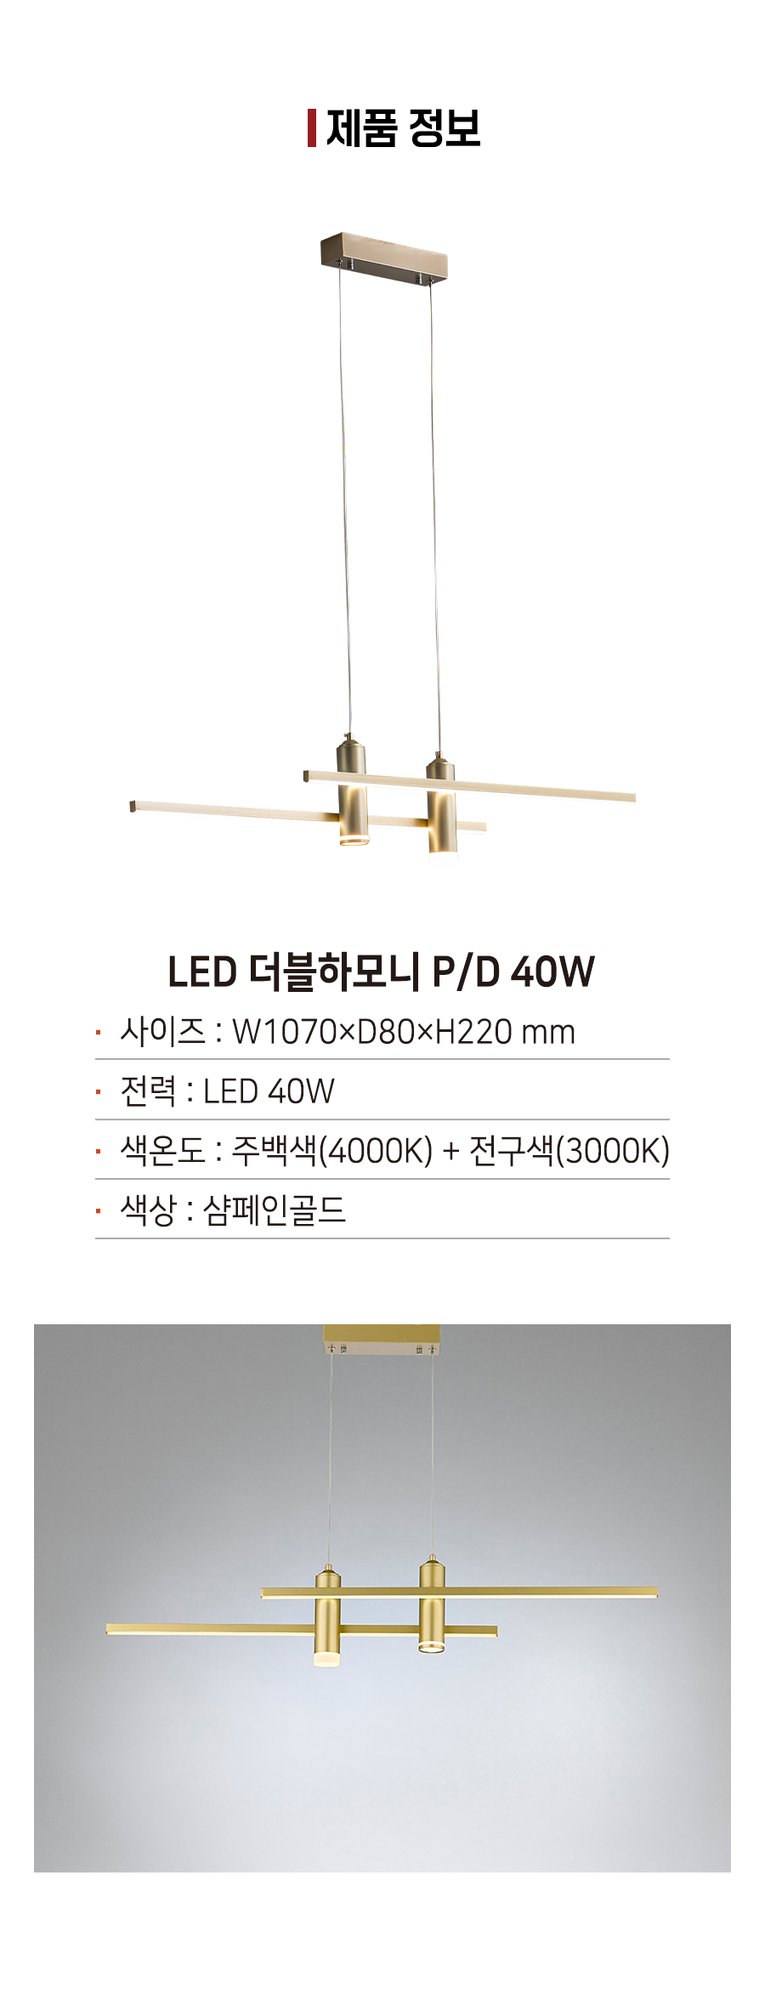 제품 정보
LED 더블하모니 P/D 40W
· 사이즈 : W1070×D80×H220 mm
· 전력 : LED 40W
· 색온도 : 주백색(4000K) + 전구색(3000K)
· 색상 : 샴페인골드